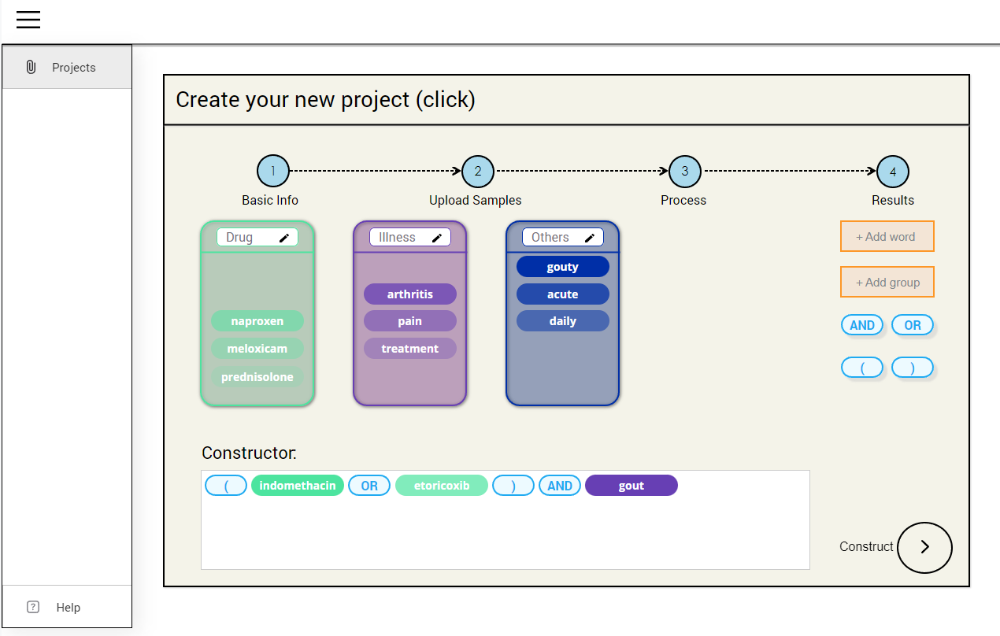 Projects
Create your new project (click)
1 2 3 4
Basic Info Upload Samples Process Results
Drug Illness Others
+ Add word
gouty
+ Add group
arthritis acute
naproxen pain daily
AND OR
meloxicam treatment
( )
prednisolone
Constructor:
( indomethacin OR etoricoxib ) AND gout
Construct
? Help